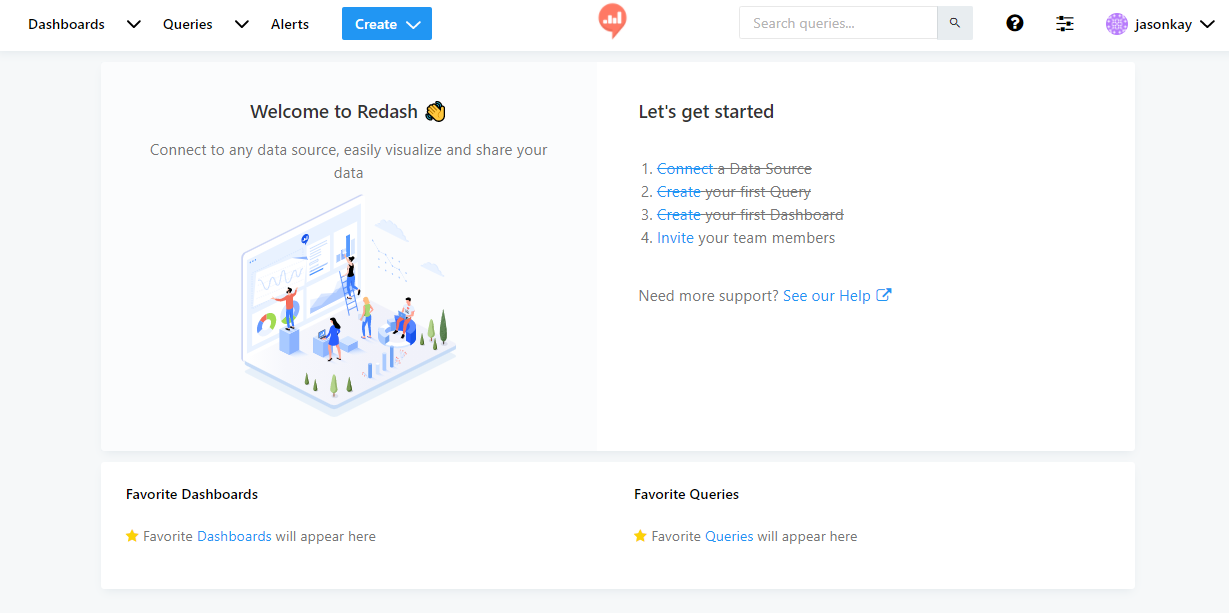 Dashboards Queries Alerts Create Search queries... jasonkay
Welcome to Redash
Connect to any data source, easily visualize and share your
data
Let's get started
1. Connect a Data Source
2. Create your first Query
3. Create your first Dashboard
4. Invite your team members
Need more support? See our Help
Favorite Dashboards
Favorite Dashboards will appear here
Favorite Queries
Favorite Queries will appear here